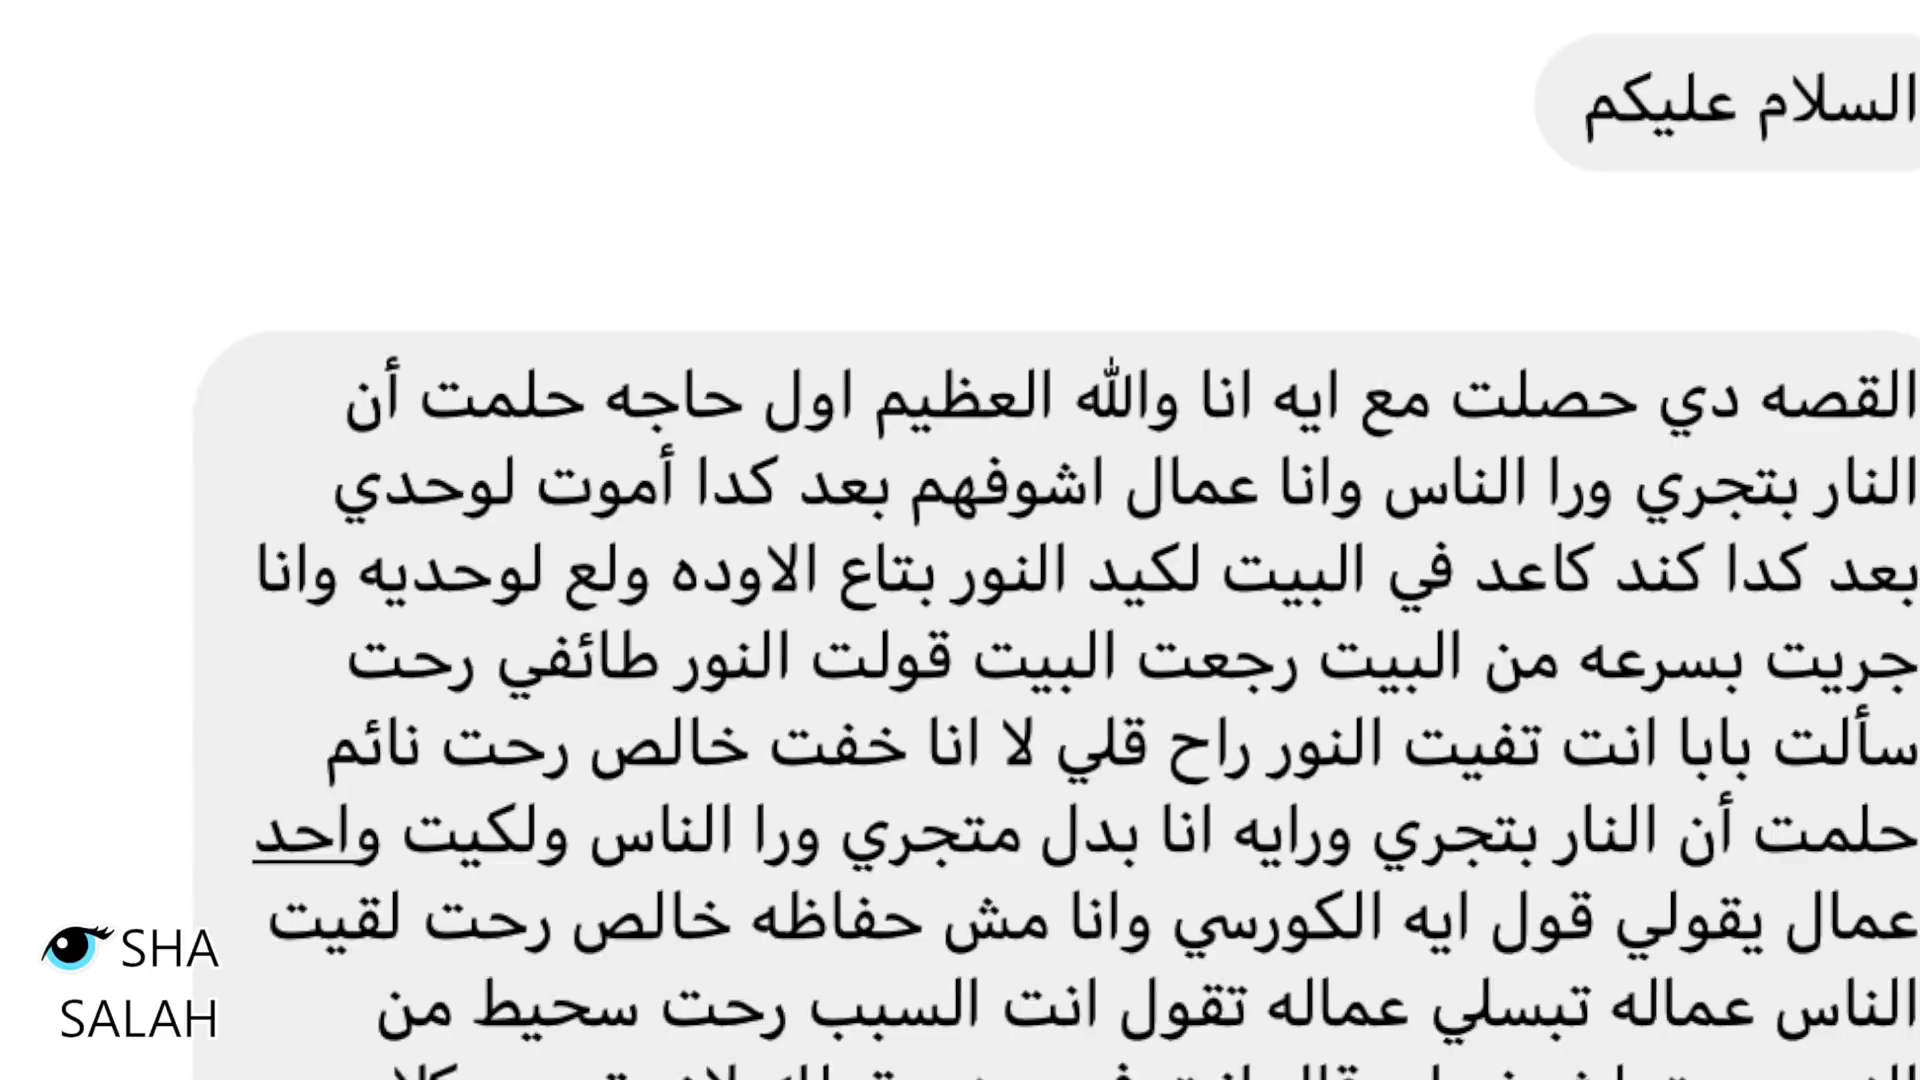 السلام عليكم
القصه دي حصلت مع ايه انا والله العظيم اول حاجه حلمت أن
النار بتجري ورا الناس وانا عمال اشوفهم بعد كدا أموت لوحدي
بعد كدا كند كاعد في البيت لكيد النور بتاع الاوده ولع لوحديه وانا
جريت بسرعه من البيت رجعت البيت قولت النور طائفي رحت
سألت بابا انت تفيت النور راح قلي لا انا خفت خالص رحت نائم
حلمت أن النار بتجري ورايه انا بدل متجري ورا الناس ولكيت واحد
عمال يقولي قول ايه الكورسي وانا مش حفاظه خالص رحت لقيت
الناس عماله تبسلي عماله تقول انت السبب رحت سحيط من
SHA
SALAH